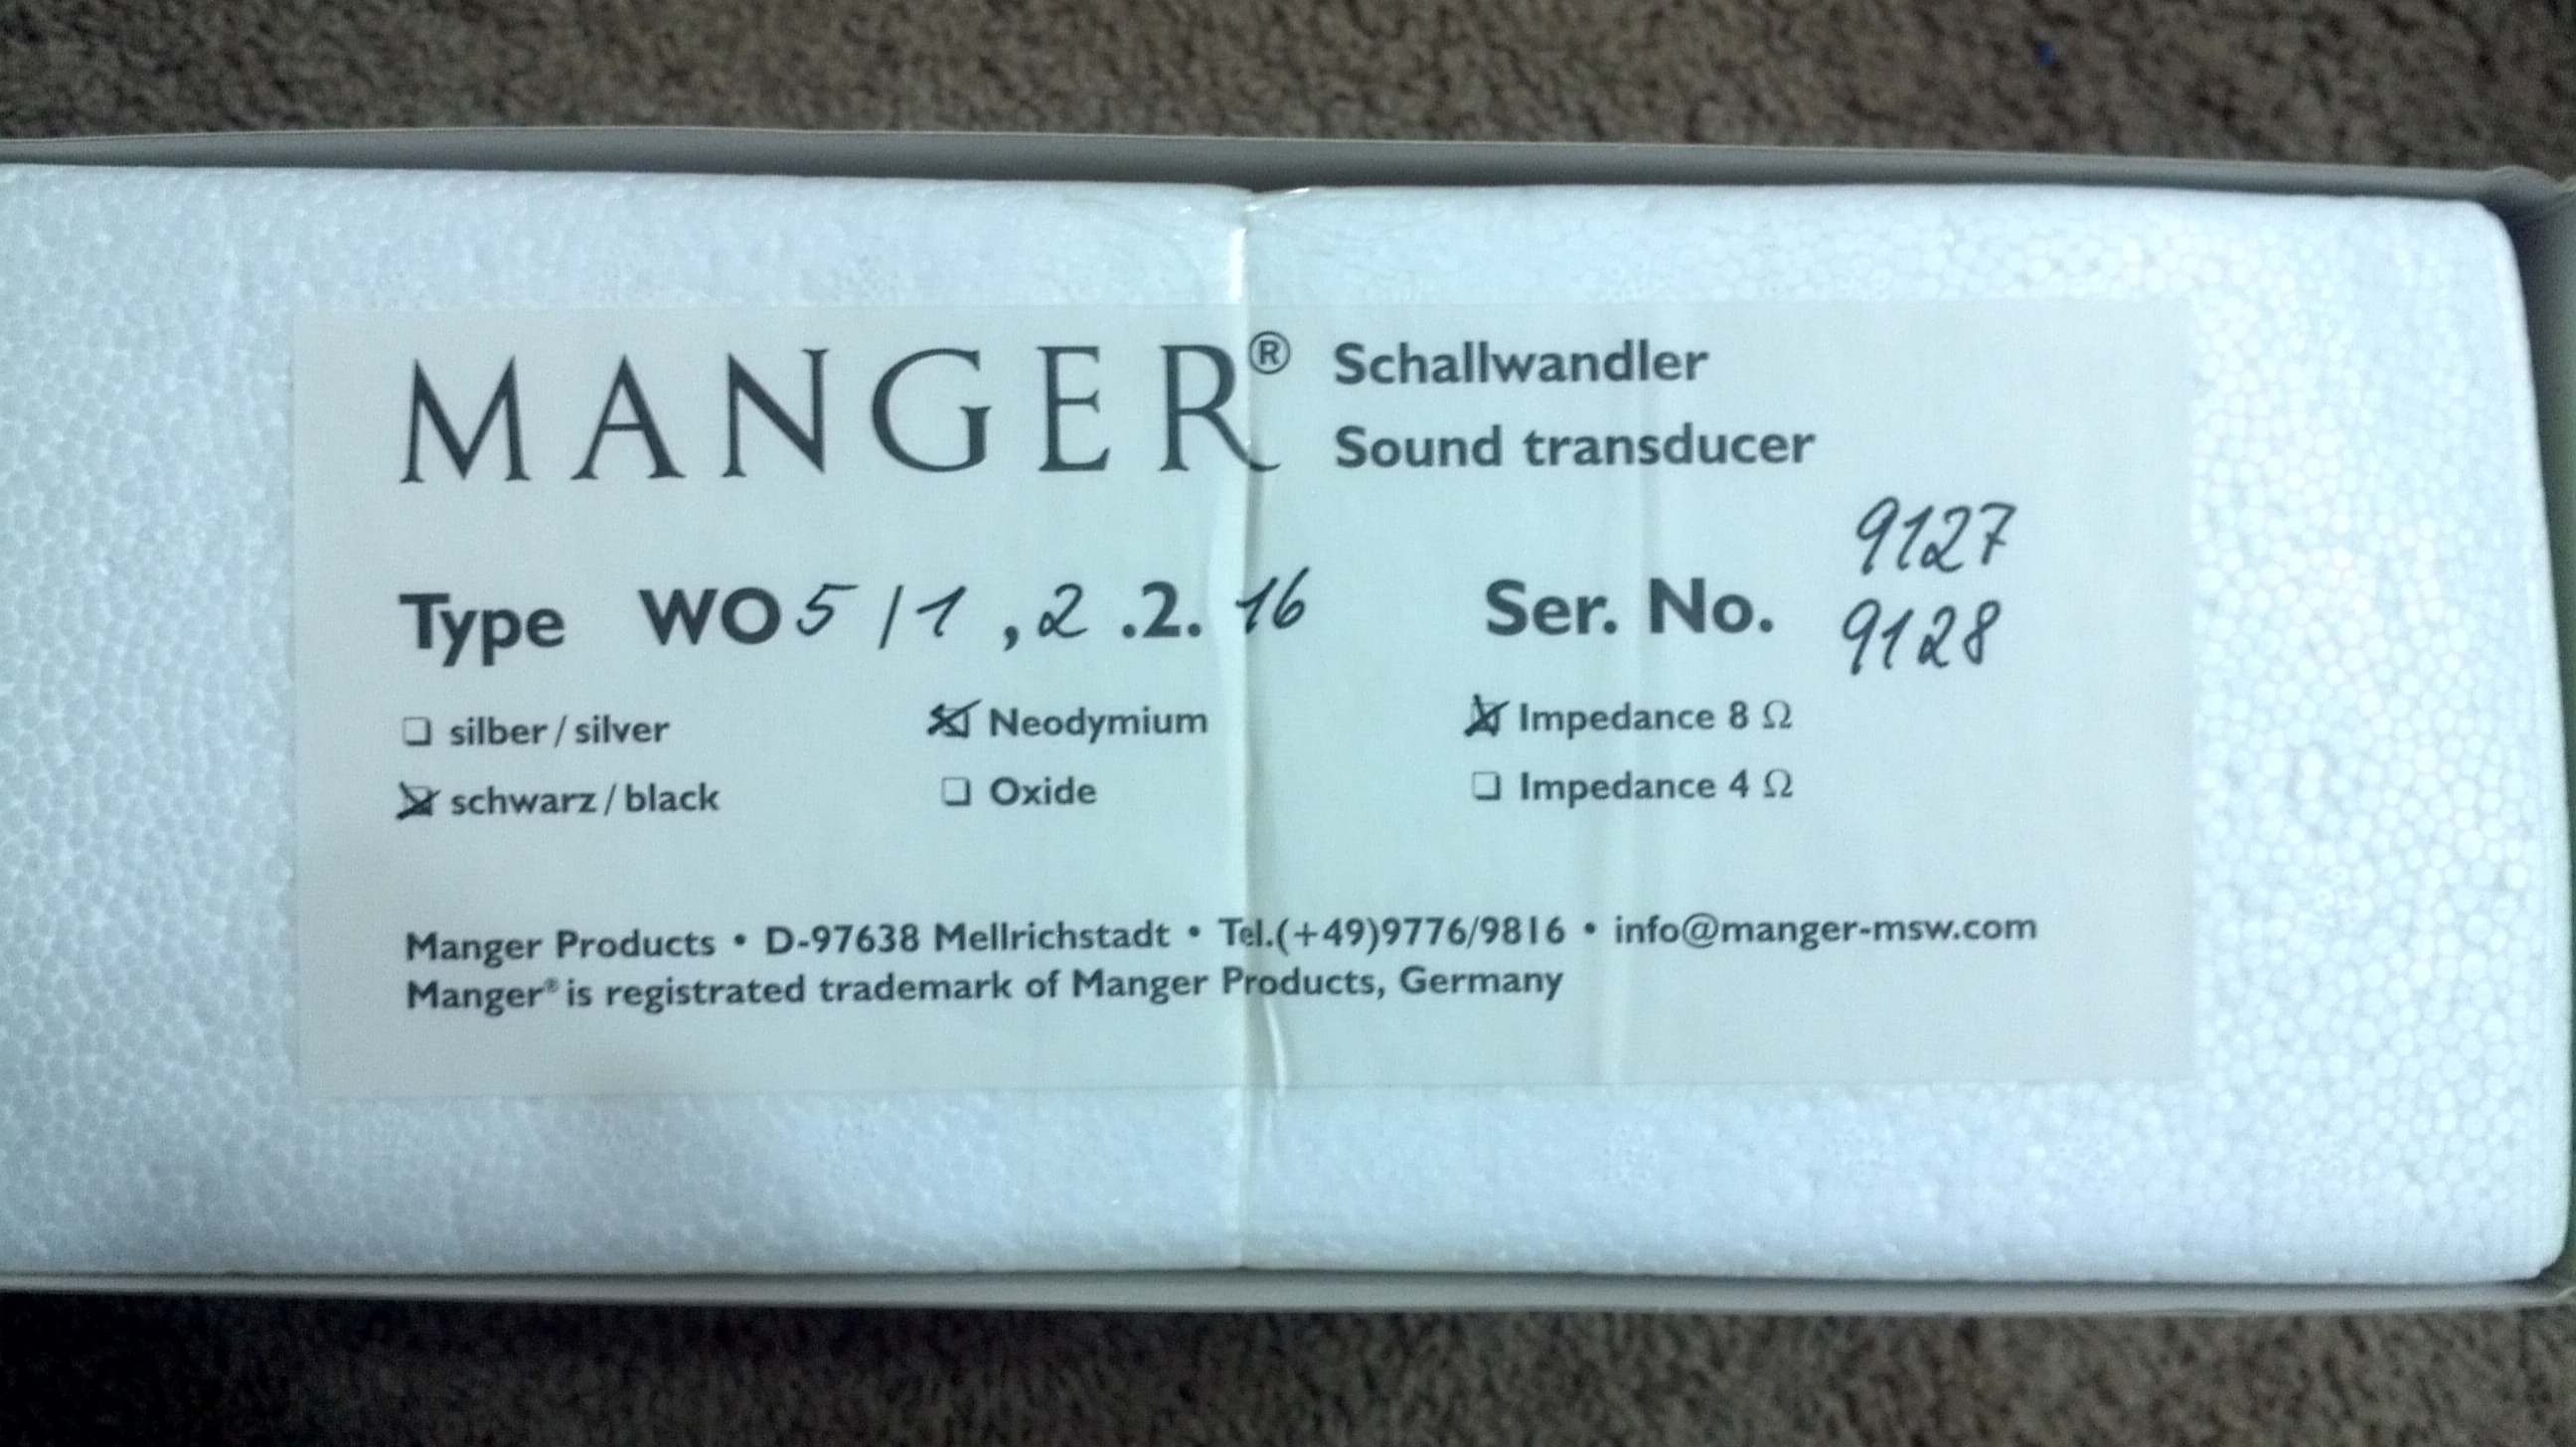 MANGER® Schallwandler
Sound transducer
9127
Type WO5/1,2.2.16 Ser. No.
9128
☐ silber/silver ☒ Neodymium ☒ Impedance 8 Ω
☒ schwarz/black ☐ Oxide ☐ Impedance 4 Ω
Manger Products • D-97638 Mellrichstadt • Tel.(+49)9776/9816 • info@manger-msw.com
Manger® is registrated trademark of Manger Products, Germany